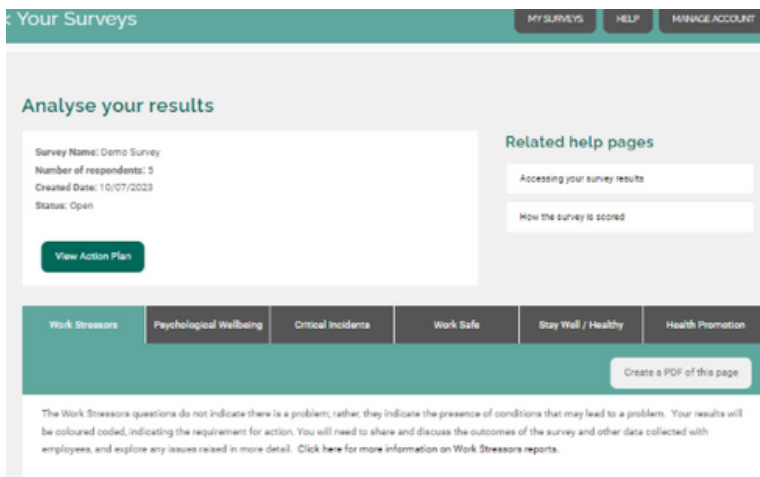 Your Surveys
MY SURVEYS HELP MANAGE ACCOUNT
Analyse your results
Survey Name: Demo Survey
Number of respondents: 5
Created Date: 10/07/2023
Status: Open
View Action Plan
Related help pages
Accessing your survey results
How the survey is scored
Work Stressors Psychological Wellbeing Critical Incidents Work Safe Stay Well / Healthy Health Promotion
Create a PDF of this page
The Work Stressors questions do not indicate there is a problem; rather, they indicate the presence of conditions that may lead to a problem. Your results will
be coloured coded, indicating the requirement for action. You will need to share and discuss the outcomes of the survey and other data collected with
employees, and explore any issues raised in more detail. Click here for more information on Work Stressors reports.